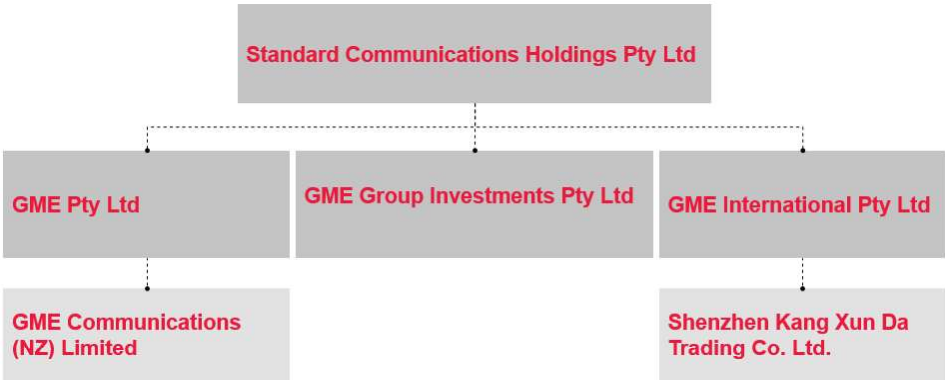 Standard Communications Holdings Pty Ltd
GME Pty Ltd
GME Group Investments Pty Ltd
GME International Pty Ltd
GME Communications
(NZ) Limited
Shenzhen Kang Xun Da
Trading Co. Ltd.